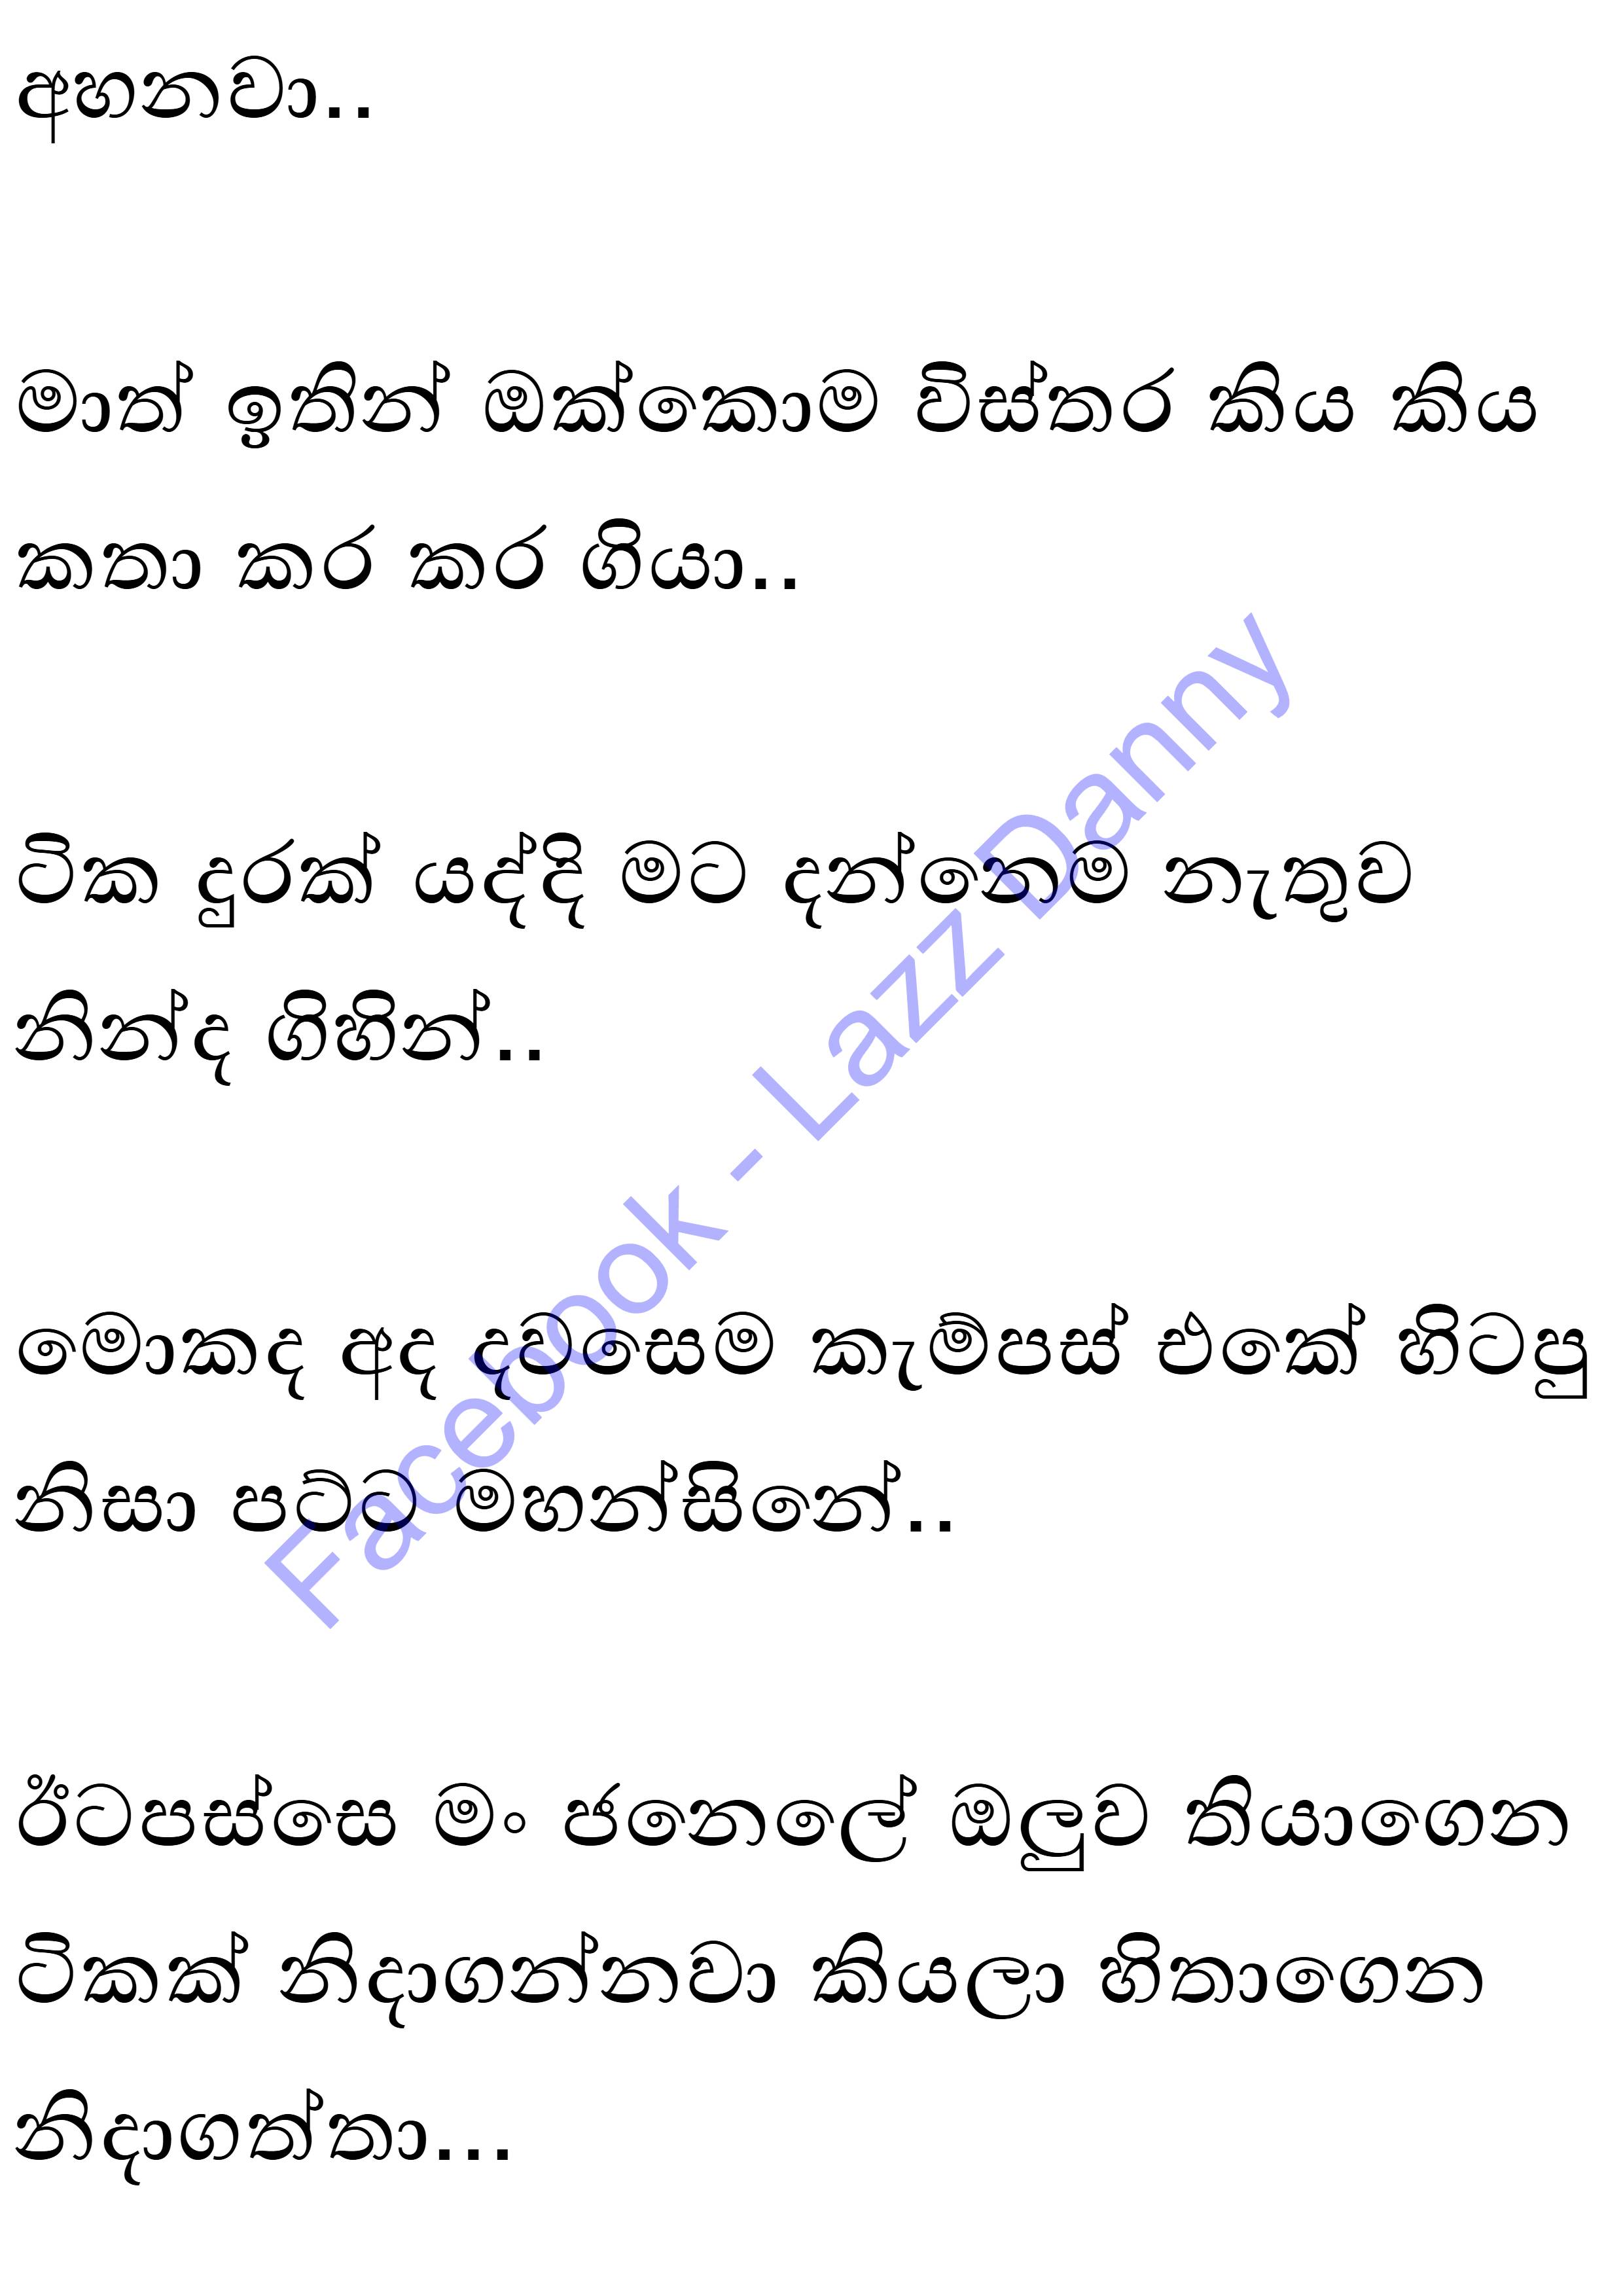 අහනවා..
මාත් ඉතිත් ඔක්කොම විස්තර කිය කිය
කතා කර කර ගියා..
ටික දුරක් යද්දි මට දන්නෙම නැතුව
නින්ද ගිහින්..
මොකද අද දවසෙම කැම්පස් එකේ හිටපු
නිසා පට්ට මහන්සිනේ..
ඊටපස්සෙ මං ජනෙලේ ඔලුව තියාගෙන
ටිකක් නිදාගන්නවා කියලා හිතාගෙන
නිදාගත්තා...
Facebook - Lazz Danny